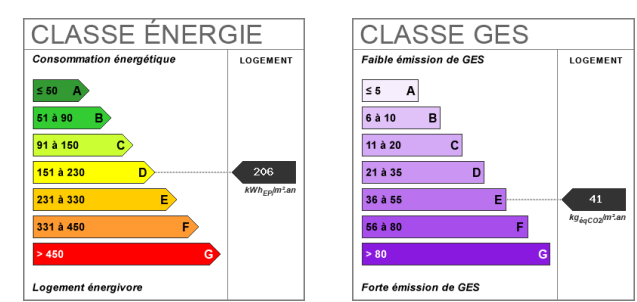 CLASSE ÉNERGIE
Consommation énergétique
LOGEMENT
≤ 50 A
51 à 90 B
91 à 150 C
151 à 230 D
206
kWhEP/m².an
231 à 330 E
331 à 450 F
> 450 G
Logement énergivore
CLASSE GES
Faible émission de GES
LOGEMENT
≤ 5 A
6 à 10 B
11 à 20 C
21 à 35 D
36 à 55 E
41
kgéqCO2/m².an
56 à 80 F
> 80 G
Forte émission de GES